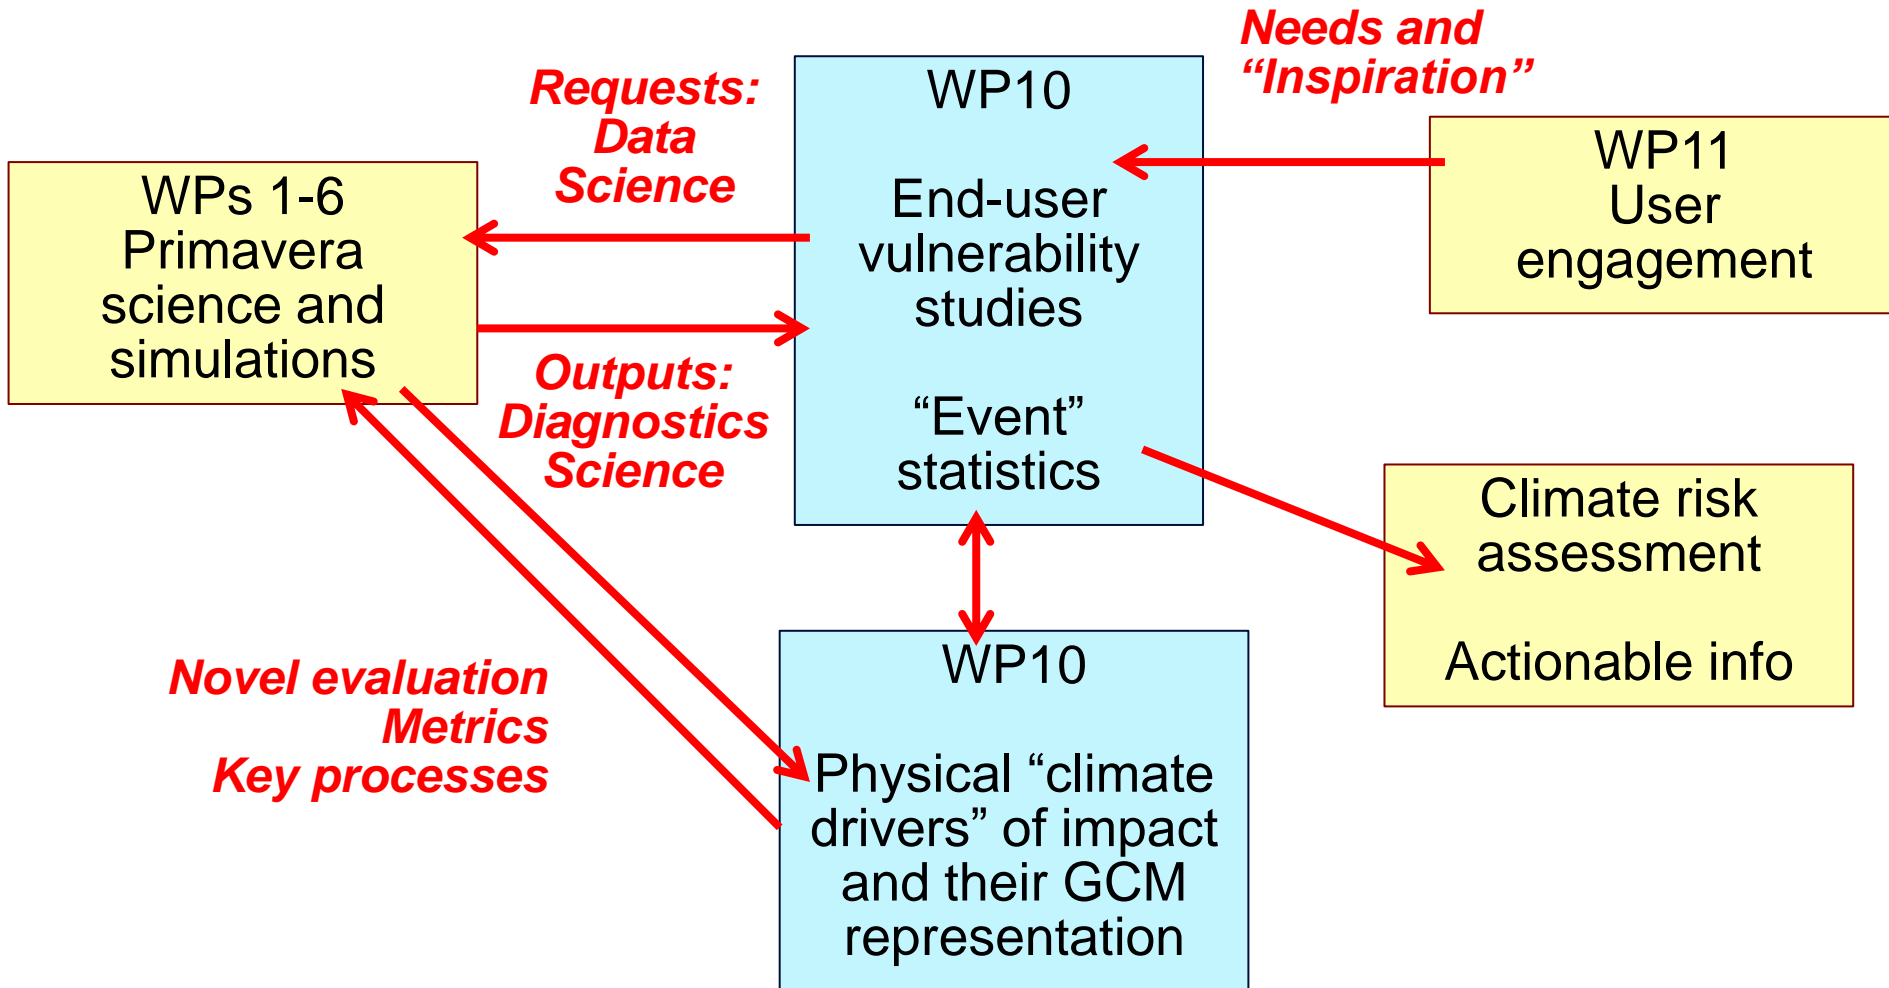 Needs and
“Inspiration”
Requests:
Data
Science
WP10
End-user
vulnerability
studies
“Event”
statistics
WP11
User
engagement
WPs 1-6
Primavera
science and
simulations
Outputs:
Diagnostics
Science
Climate risk
assessment
Actionable info
Novel evaluation
Metrics
Key processes
WP10
Physical “climate
drivers” of impact
and their GCM
representation